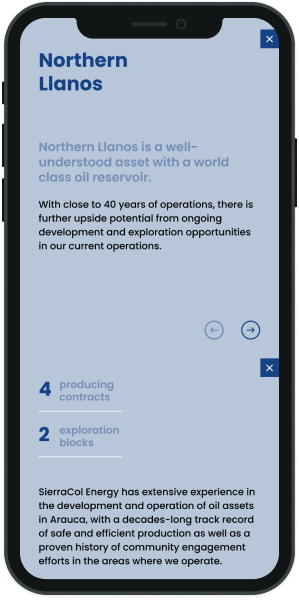 Northern
Llanos
Northern Llanos is a well-
understood asset with a world
class oil reservoir.
With close to 40 years of operations, there is
further upside potential from ongoing
development and exploration opportunities
in our current operations.
4 producing
contracts
2 exploration
blocks
SierraCol Energy has extensive experience in
the development and operation of oil assets
in Arauca, with a decades-long track record
of safe and efficient production as well as a
proven history of community engagement
efforts in the areas where we operate.